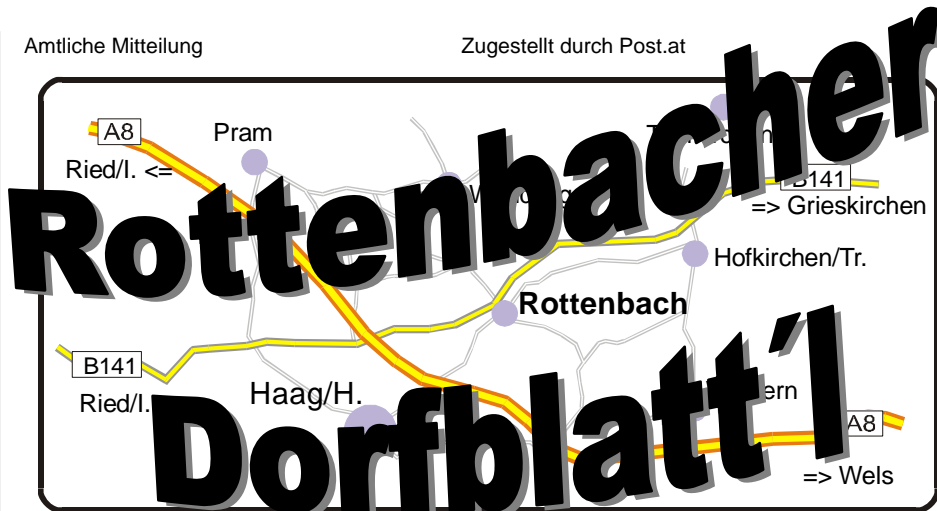 Amtliche Mitteilung Zugestellt durch Post.at
A8
Pram
Ried/I. <=
B141
=> Grieskirchen
Rottenbacher
Hofkirchen/Tr.
Rottenbach
B141
Ried/I.
Haag/H.
A8
=> Wels
Dorfblatt´l